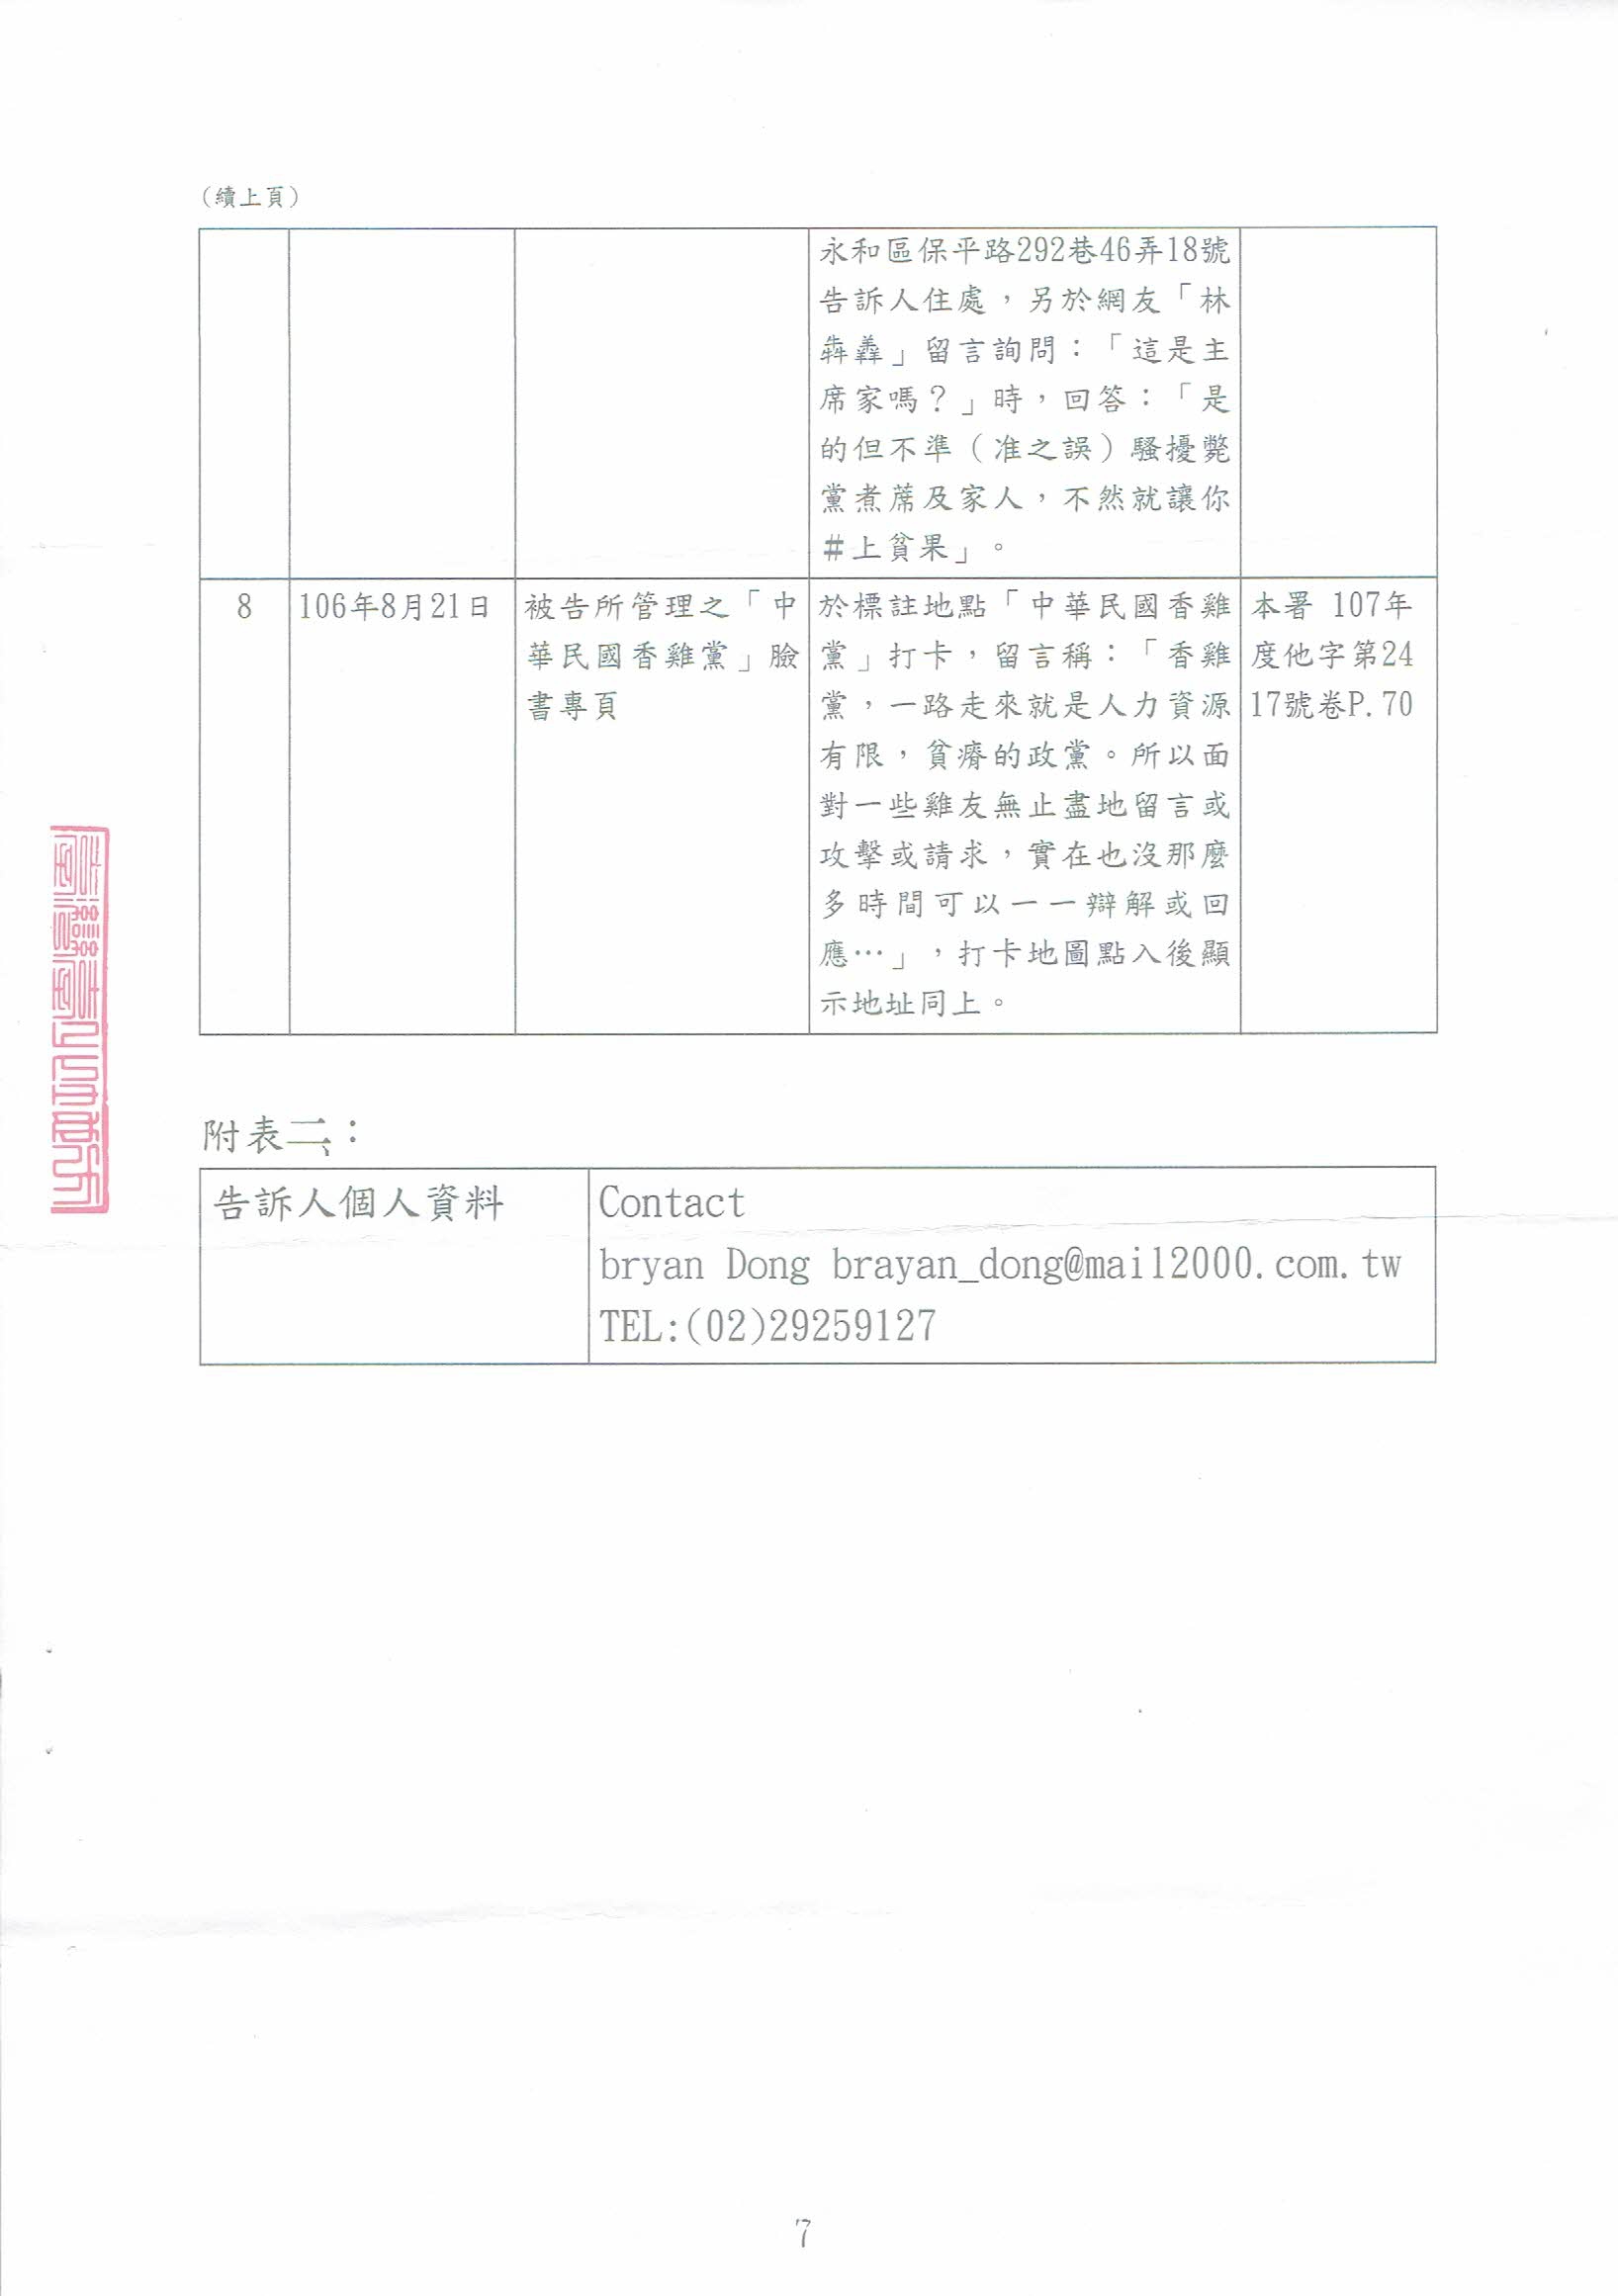 （續上頁）
永和區保平路292巷46弄18號
告訴人住處，另於網友「林
犇羴」留言詢問：「這是主
席家嗎？」時，回答：「是
的但不準（准之誤）騷擾斃
黨煮蓆及家人，不然就讓你
＃上貧果」。
8
106年8月21日
被告所管理之「中
華民國香雞黨」臉
書專頁
於標註地點「中華民國香雞
黨」打卡，留言稱：「香雞
黨，一路走來就是人力資源
有限，貧瘠的政黨。所以面
對一些雞友無止盡地留言或
攻擊或請求，實在也沒那麼
多時間可以一一辯解或回
應…」，打卡地圖點入後顯
示地址同上。
本署 107年
度他字第24
17號卷P.70
附表二：
告訴人個人資料
Contact
bryan Dong brayan_dong@mail2000.com.tw
TEL:(02)29259127
7